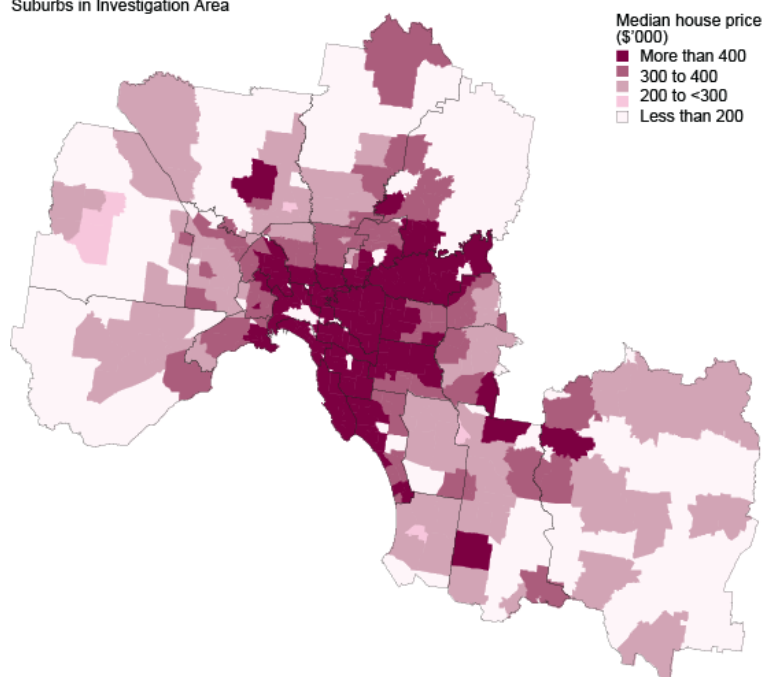 Suburbs in Investigation Area
Median house price
($'000)
More than 400
300 to 400
200 to <300
Less than 200